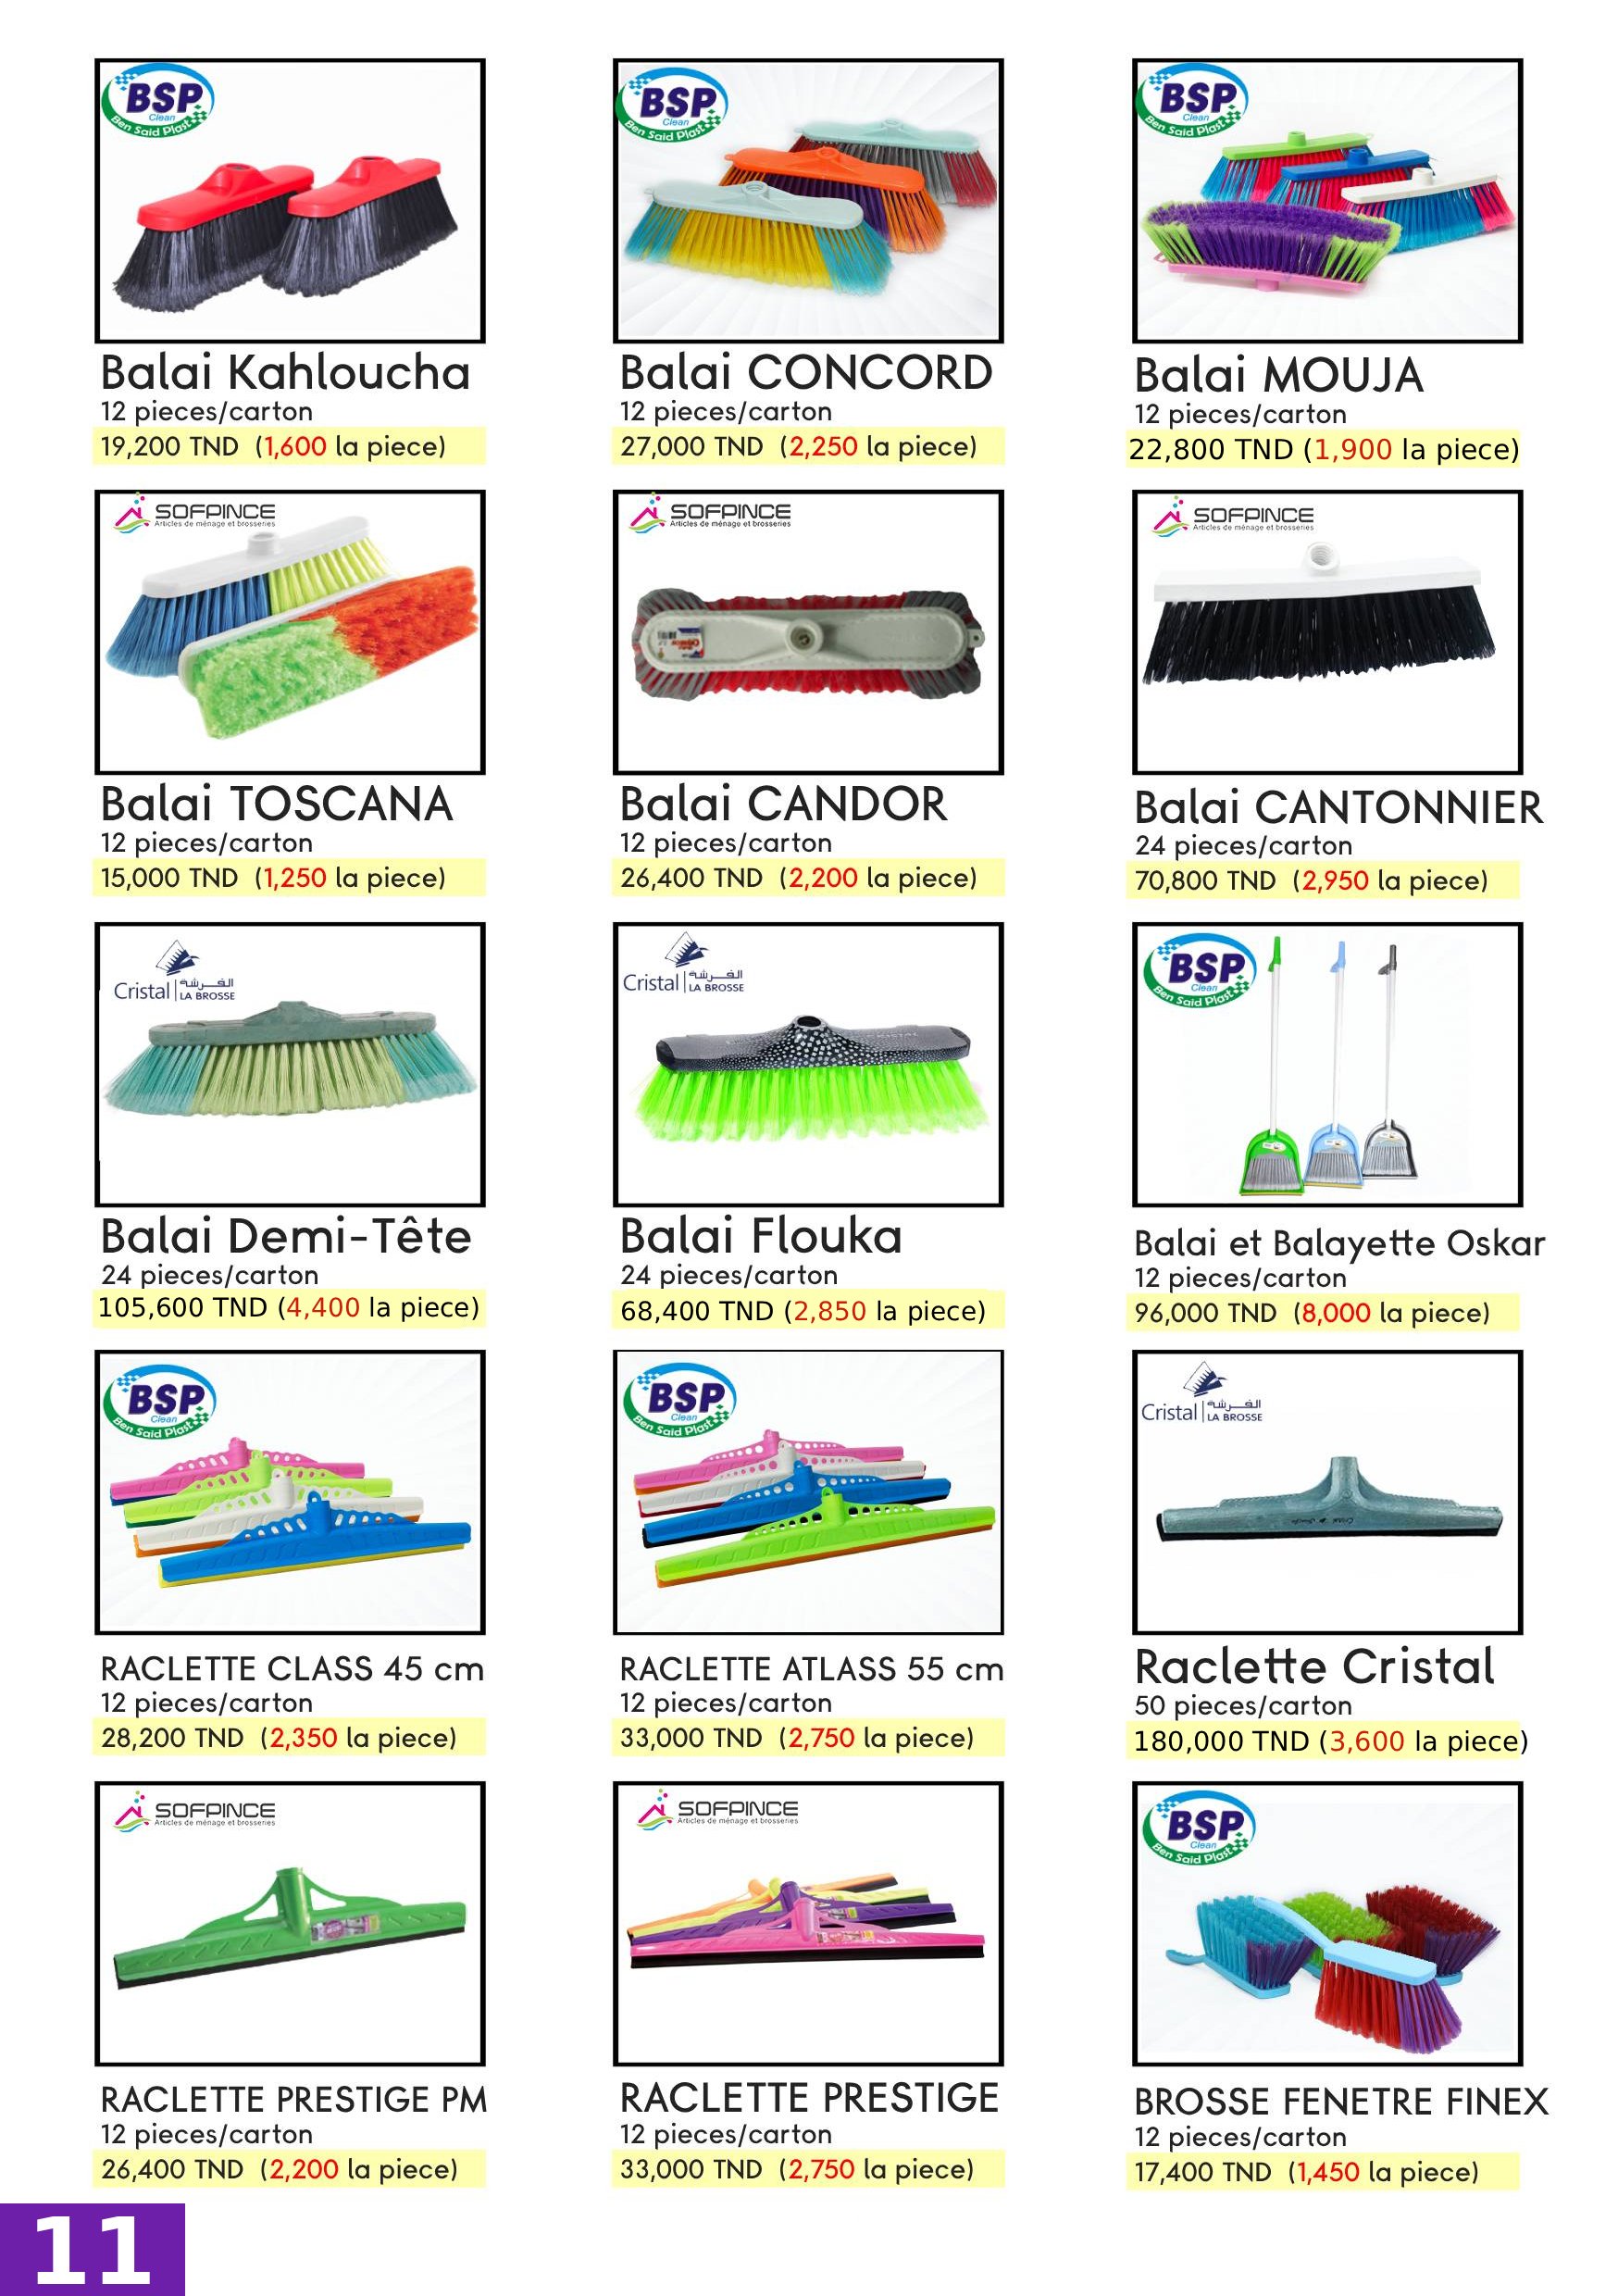 BSP
Clean
Ben Said Plast
Balai Kahloucha
12 pieces/carton
19,200 TND (1,600 la piece)
BSP
Clean
Ben Said Plast
Balai CONCORD
12 pieces/carton
27,000 TND (2,250 la piece)
BSP
Clean
Ben Said Plast
Balai MOUJA
12 pieces/carton
22,800 TND (1,900 la piece)
SOFPINCE
Articles de ménage et brosseries
Balai TOSCANA
12 pieces/carton
15,000 TND (1,250 la piece)
SOFPINCE
Articles de ménage et brosseries
Balai CANDOR
12 pieces/carton
26,400 TND (2,200 la piece)
SOFPINCE
Articles de ménage et brosseries
Balai CANTONNIER
24 pieces/carton
70,800 TND (2,950 la piece)
Cristal
الفرشة
LA BROSSE
Balai Demi-Tête
24 pieces/carton
105,600 TND (4,400 la piece)
Cristal
الفرشة
LA BROSSE
Balai Flouka
24 pieces/carton
68,400 TND (2,850 la piece)
BSP
Clean
Ben Said Plast
Balai et Balayette Oskar
12 pieces/carton
96,000 TND (8,000 la piece)
BSP
Clean
Ben Said Plast
RACLETTE CLASS 45 cm
12 pieces/carton
28,200 TND (2,350 la piece)
BSP
Clean
Ben Said Plast
RACLETTE ATLASS 55 cm
12 pieces/carton
33,000 TND (2,750 la piece)
Cristal
الفرشة
LA BROSSE
Raclette Cristal
50 pieces/carton
180,000 TND (3,600 la piece)
SOFPINCE
Articles de ménage et brosseries
RACLETTE PRESTIGE PM
12 pieces/carton
26,400 TND (2,200 la piece)
SOFPINCE
Articles de ménage et brosseries
RACLETTE PRESTIGE
12 pieces/carton
33,000 TND (2,750 la piece)
BSP
Clean
Ben Said Plast
BROSSE FENETRE FINEX
12 pieces/carton
17,400 TND (1,450 la piece)
11